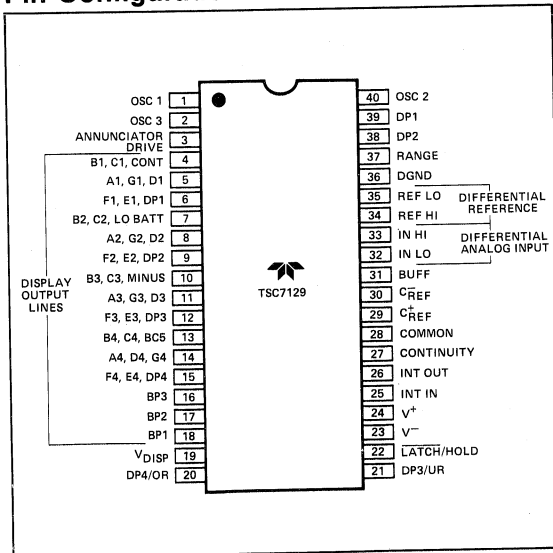 OSC 1 1
OSC 3 2
ANNUNCIATOR
DRIVE 3
B1, C1, CONT 4
A1, G1, D1 5
F1, E1, DP1 6
B2, C2, LO BATT 7
A2, G2, D2 8
F2, E2, DP2 9
B3, C3, MINUS 10
A3, G3, D3 11
F3, E3, DP3 12
B4, C4, BC5 13
A4, D4, G4 14
F4, E4, DP4 15
BP3 16
BP2 17
BP1 18
VDISP 19
DP4/OR 20
DISPLAY
OUTPUT
LINES
TSC7129
40 OSC 2
39 DP1
38 DP2
37 RANGE
36 DGND
35 REF LO
34 REF HI
33 IN HI
32 IN LO
31 BUFF
30 C−REF
29 C+REF
28 COMMON
27 CONTINUITY
26 INT OUT
25 INT IN
24 V+
23 V−
22 L̅A̅T̅C̅H̅/HOLD
21 DP3/UR
DIFFERENTIAL
REFERENCE
DIFFERENTIAL
ANALOG INPUT